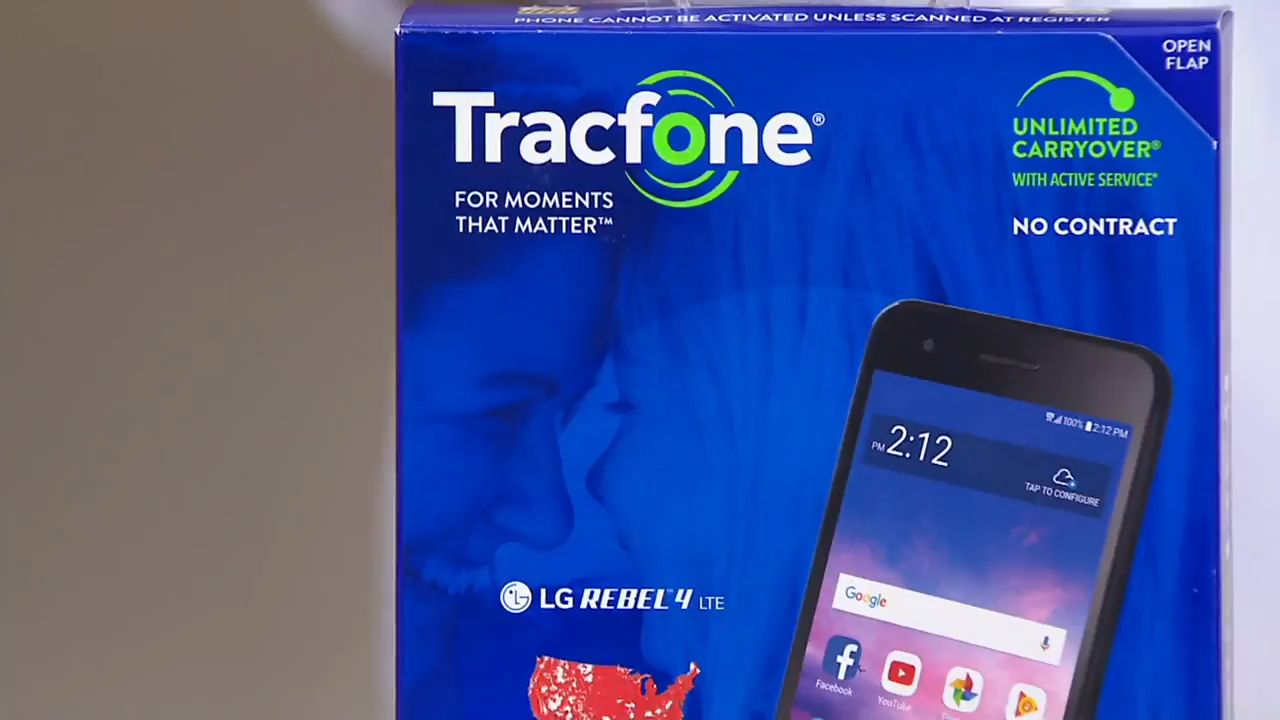 PHONE CANNOT BE ACTIVATED UNLESS SCANNED AT REGISTER
OPEN
FLAP
Tracfone®
FOR MOMENTS
THAT MATTER™
UNLIMITED
CARRYOVER®
WITH ACTIVE SERVICE*
NO CONTRACT
100% 2:12 PM
PM 2:12
TAP TO CONFIGURE
Google
LG REBEL™ 4 LTE
Facebook
YouTube